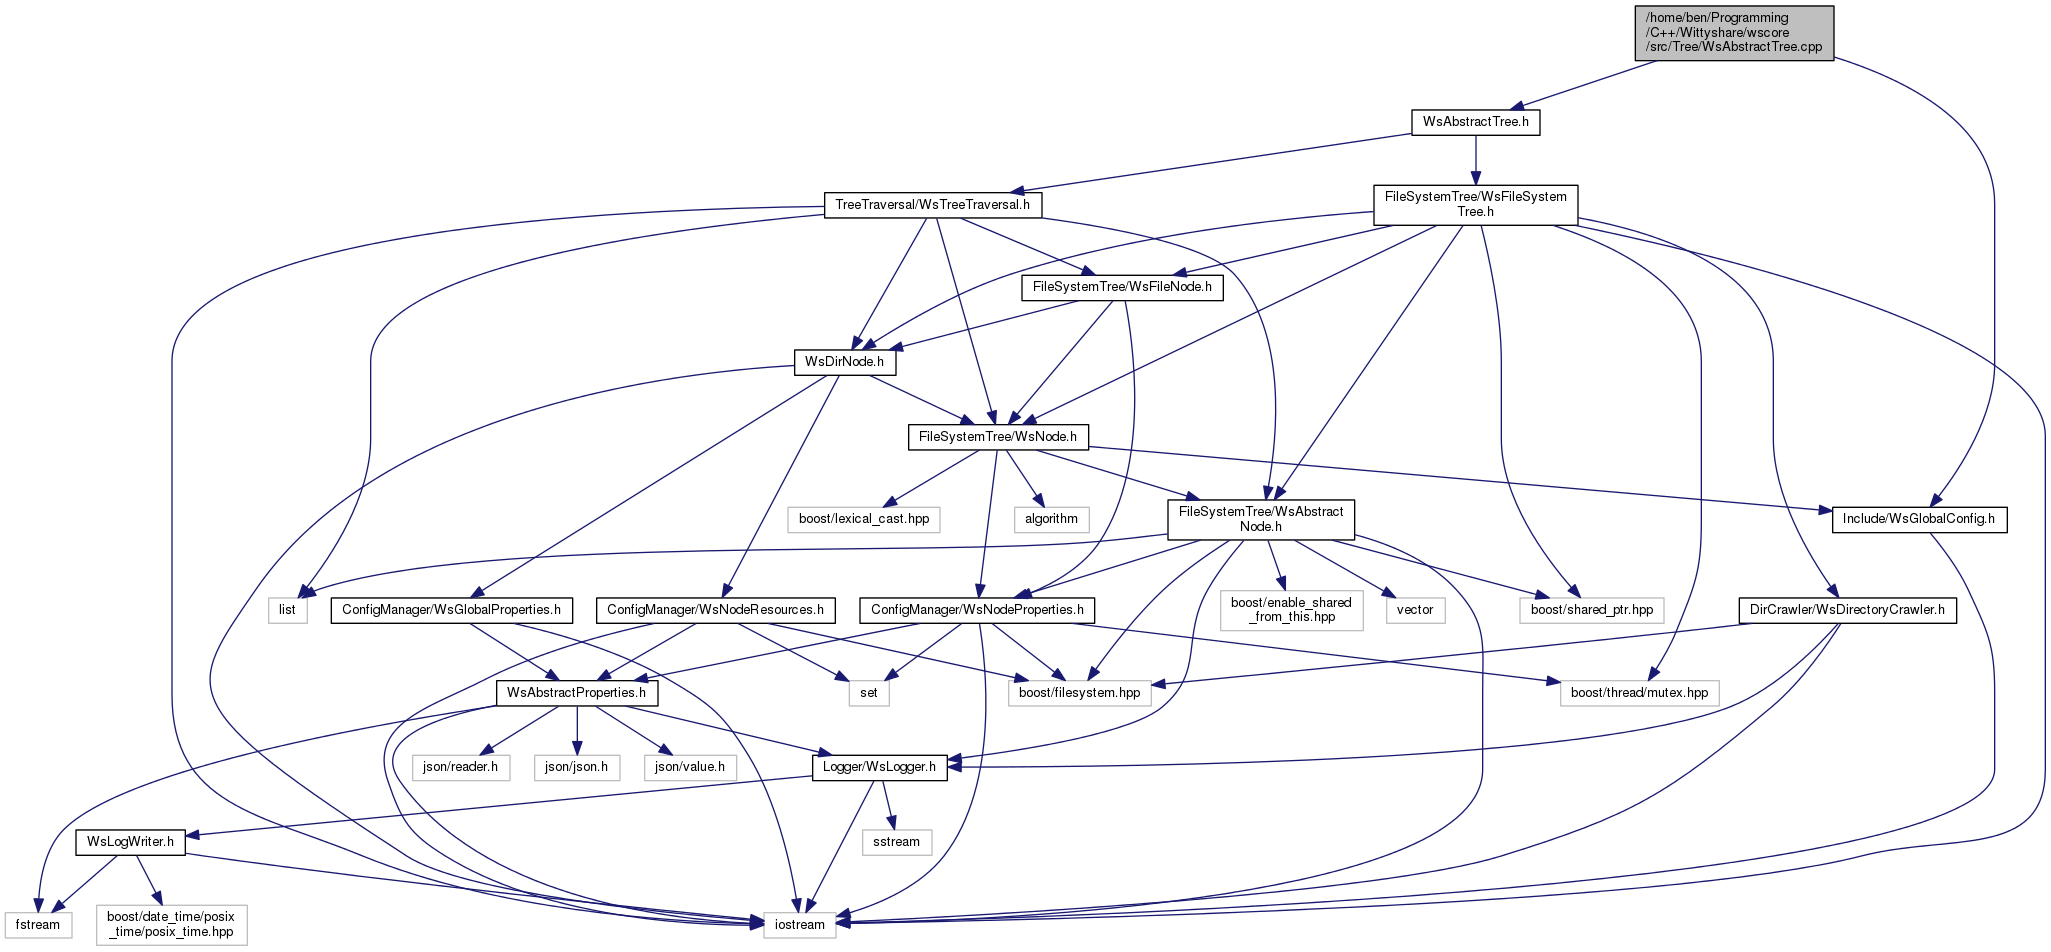 /home/ben/Programming
/C++/Wittyshare/wscore
/src/Tree/WsAbstractTree.cpp
WsAbstractTree.h
TreeTraversal/WsTreeTraversal.h
FileSystemTree/WsFileSystem
Tree.h
FileSystemTree/WsFileNode.h
WsDirNode.h
FileSystemTree/WsNode.h
boost/lexical_cast.hpp
algorithm
FileSystemTree/WsAbstract
Node.h
Include/WsGlobalConfig.h
list
ConfigManager/WsGlobalProperties.h
ConfigManager/WsNodeResources.h
ConfigManager/WsNodeProperties.h
boost/enable_shared
_from_this.hpp
vector
boost/shared_ptr.hpp
DirCrawler/WsDirectoryCrawler.h
WsAbstractProperties.h
set
boost/filesystem.hpp
boost/thread/mutex.hpp
json/reader.h
json/json.h
json/value.h
Logger/WsLogger.h
WsLogWriter.h
sstream
fstream
boost/date_time/posix
_time/posix_time.hpp
iostream